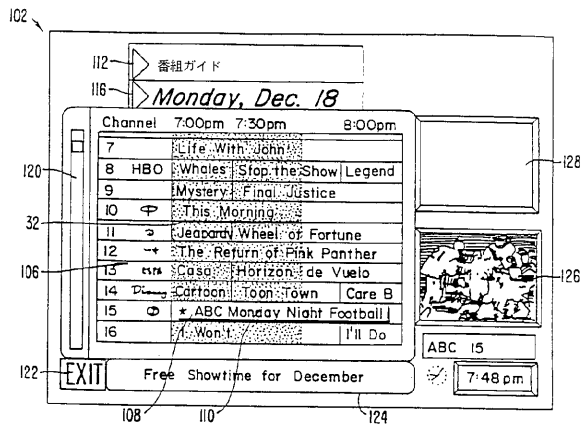 102
112
番組ガイド
116
Monday, Dec. 18
Channel 7:00pm 7:30pm 8:00pm
7 Life With John!
120
8 HBO Whales Stop the Show Legend
128
9 Mystery Final Justice
10 This Morning
32
11 Jeopardy Wheel of Fortune
12 The Return of Pink Panther
106
13 Casa Horizon de Vuelo
126
14 Disney Cartoon Toon Town Care B
15 ★ ABC Monday Night Football
16 I Won't I'll Do
ABC 15
122
EXIT
Free Showtime for December
7:48pm
108
110
124